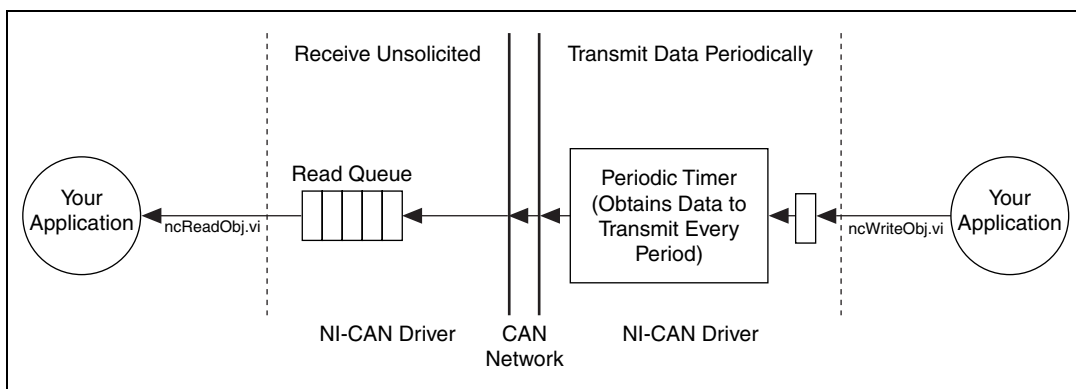 Receive Unsolicited
Transmit Data Periodically
Your
Application
ncReadObj.vi
Read Queue
Periodic Timer
(Obtains Data to
Transmit Every
Period)
ncWriteObj.vi
Your
Application
NI-CAN Driver
CAN
Network
NI-CAN Driver